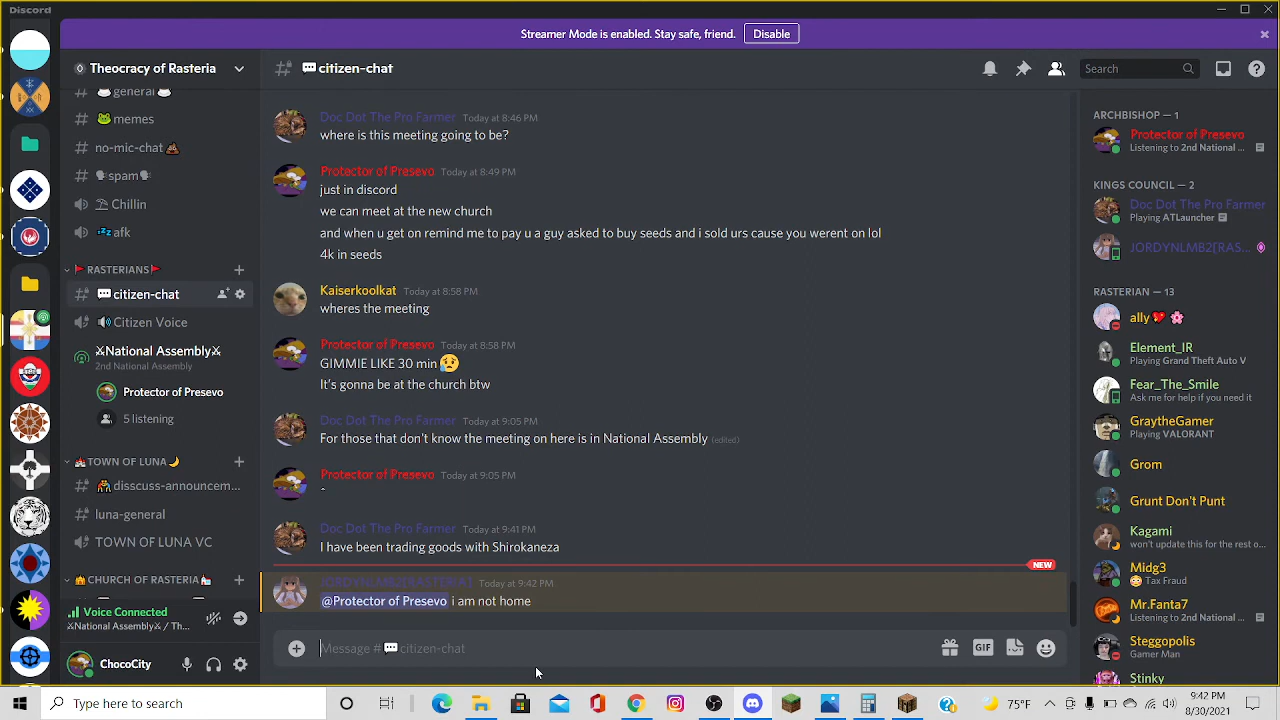 Discord
Streamer Mode is enabled. Stay safe, friend. Disable
Theocracy of Rasteria
citizen-chat
Search
general
memes
no-mic-chat
spam
Chillin
afk
RASTERIANS
citizen-chat
Citizen Voice
National Assembly
2nd National Assembly
Protector of Presevo
5 listening
TOWN OF LUNA
disscuss-announcem...
luna-general
TOWN OF LUNA VC
CHURCH OF RASTERIA
Voice Connected
National Assembly / Th...
ChocoCity
Doc Dot The Pro Farmer Today at 8:46 PM
where is this meeting going to be?
Protector of Presevo Today at 8:49 PM
just in discord
we can meet at the new church
and when u get on remind me to pay u a guy asked to buy seeds and i sold urs cause you werent on lol
4k in seeds
Kaiserkoolkat Today at 8:58 PM
wheres the meeting
Protector of Presevo Today at 8:58 PM
GIMMIE LIKE 30 min
It's gonna be at the church btw
Doc Dot The Pro Farmer Today at 9:05 PM
For those that don't know the meeting on here is in National Assembly (edited)
Protector of Presevo Today at 9:05 PM
^
Doc Dot The Pro Farmer Today at 9:41 PM
I have been trading goods with Shirokaneza
NEW
Today at 9:42 PM
@Protector of Presevo i am not home
Message # citizen-chat
GIF
ARCHBISHOP — 1
Protector of Presevo
Listening to 2nd National ...
KINGS COUNCIL — 2
Doc Dot The Pro Farmer
Playing ATLauncher
JORDYNLMB2[RAS...
RASTERIAN — 13
ally
Element_IR
Playing Grand Theft Auto V
Fear_The_Smile
Ask me for help if you need it
GraytheGamer
Playing VALORANT
Grom
Grunt Don't Punt
Kagami
won't update this for the rest o...
Midg3
Tax Fraud
Mr.Fanta7
Listening to 2nd National ...
Steggopolis
Gamer Man
Stinky
Type here to search
75°F
9:42 PM
8/30/2021